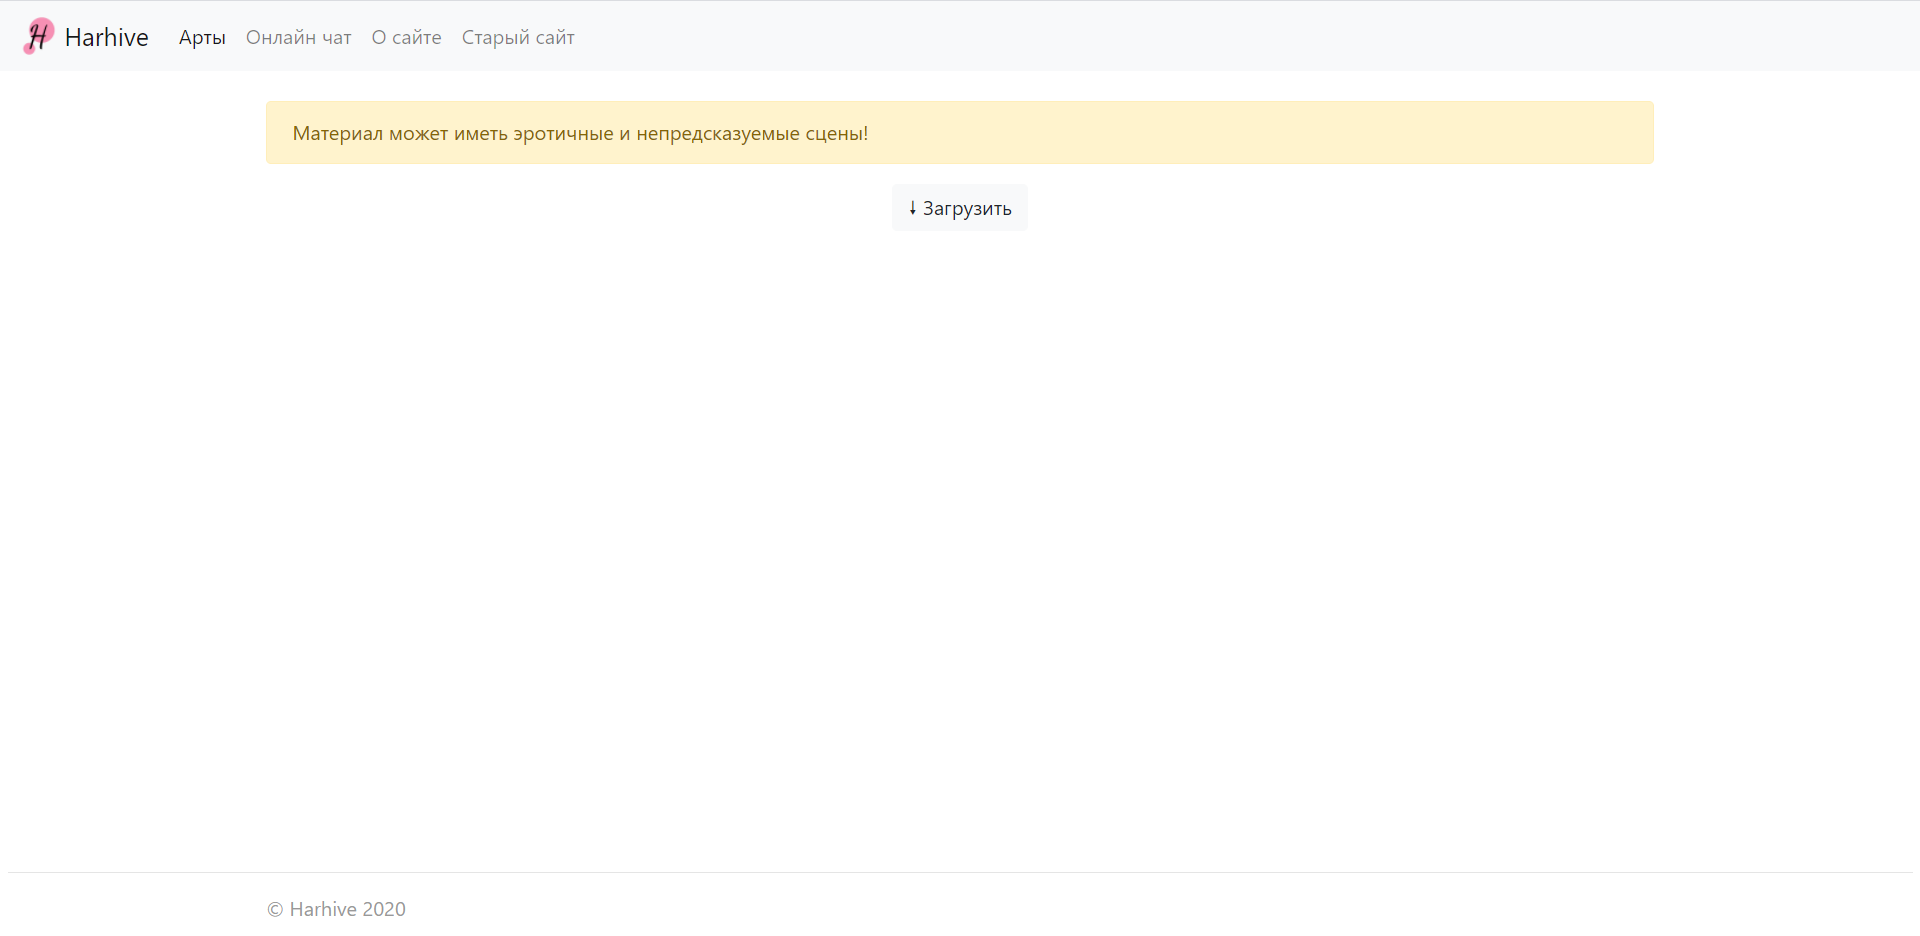 H Harhive Арты Онлайн чат О сайте Старый сайт
Материал может иметь эротичные и непредсказуемые сцены!
↓ Загрузить
© Harhive 2020